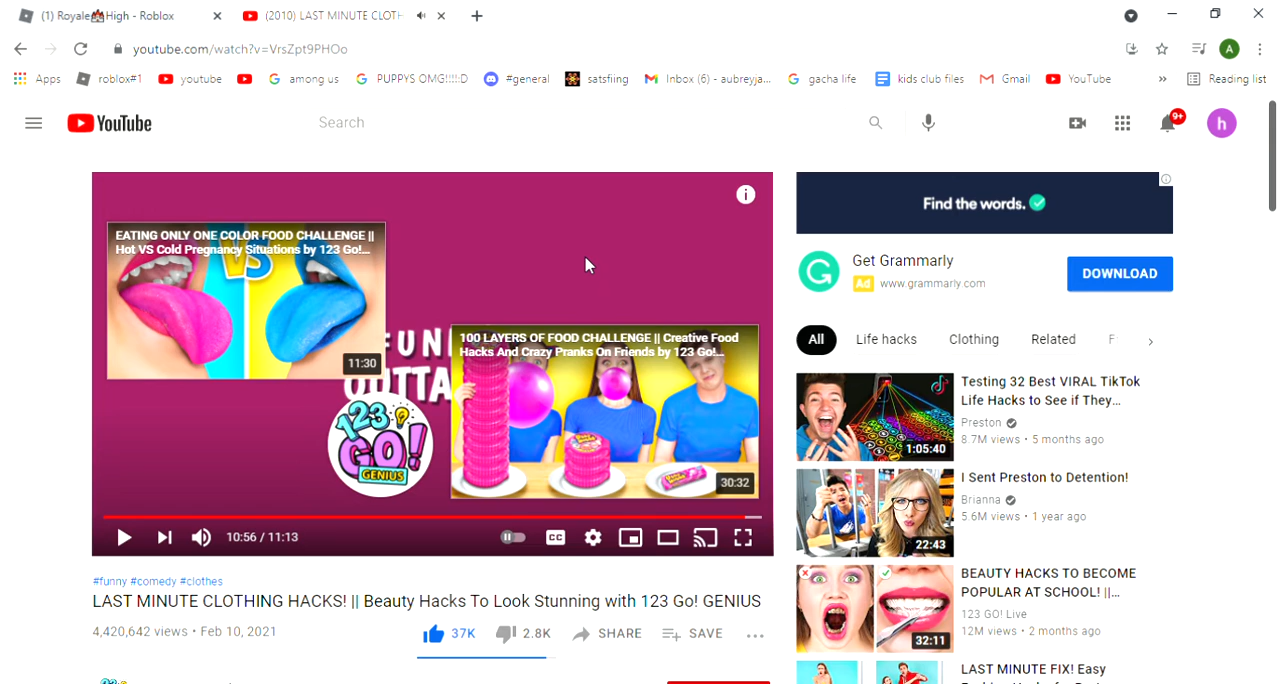 (1) Royale🏰High - Roblox
(2010) LAST MINUTE CLOTH
youtube.com/watch?v=VrsZpt9PHOo
A
Apps
roblox#1
youtube
among us
PUPPYS OMG!!!!:D
#general
satsfiing
Inbox (6) - aubreyja...
gacha life
kids club files
Gmail
YouTube
»
Reading list
YouTube
Search
9+
h
EATING ONLY ONE COLOR FOOD CHALLENGE ||
Hot VS Cold Pregnancy Situations by 123 Go!...
VS
11:30
100 LAYERS OF FOOD CHALLENGE || Creative Food
Hacks And Crazy Pranks On Friends by 123 Go!...
30:32
FUN
OUTTA
123
GO!
GENIUS
10:56 / 11:13
CC
#funny #comedy #clothes
LAST MINUTE CLOTHING HACKS! || Beauty Hacks To Look Stunning with 123 Go! GENIUS
4,420,642 views • Feb 10, 2021
37K
2.8K
SHARE
SAVE
Find the words.
Get Grammarly
Ad www.grammarly.com
DOWNLOAD
All
Life hacks
Clothing
Related
F
Testing 32 Best VIRAL TikTok
Life Hacks to See if They...
Preston
8.7M views • 5 months ago
1:05:40
I Sent Preston to Detention!
Brianna
5.6M views • 1 year ago
22:43
BEAUTY HACKS TO BECOME
POPULAR AT SCHOOL! ||...
123 GO! Live
12M views • 2 months ago
32:11
LAST MINUTE FIX! Easy